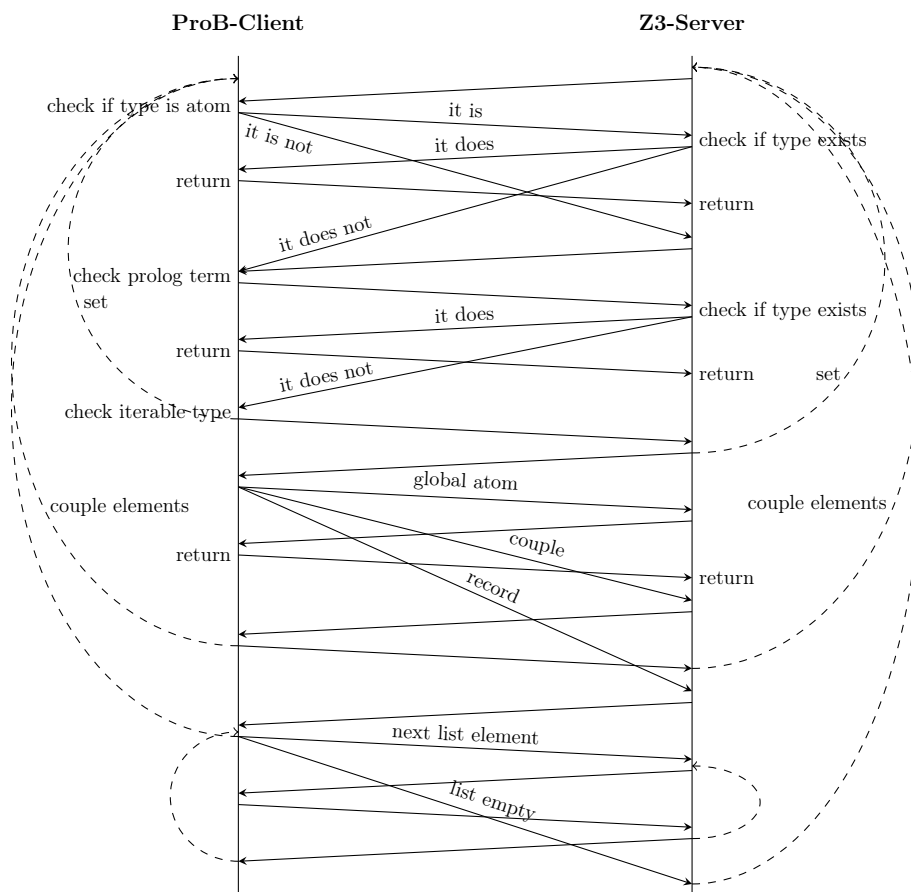 ProB-Client
Z3-Server
check if type is atom
it is
it is not
check if type exists
it does
return
return
it does not
check prolog term
set
check if type exists
it does
return
it does not
return
set
check iterable type
global atom
couple elements
couple elements
couple
return
record
return
next list element
list empty